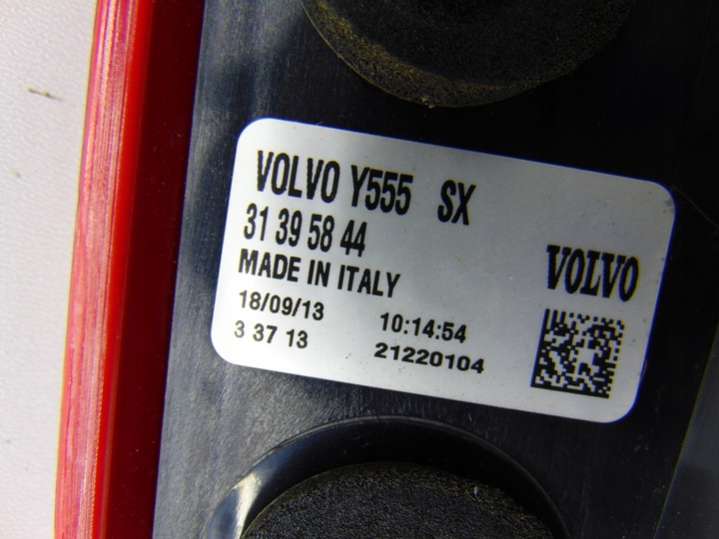 VOLVO Y555 SX
31 39 58 44
MADE IN ITALY
VOLVO
18/09/13 10:14:54
3 37 13 21220104